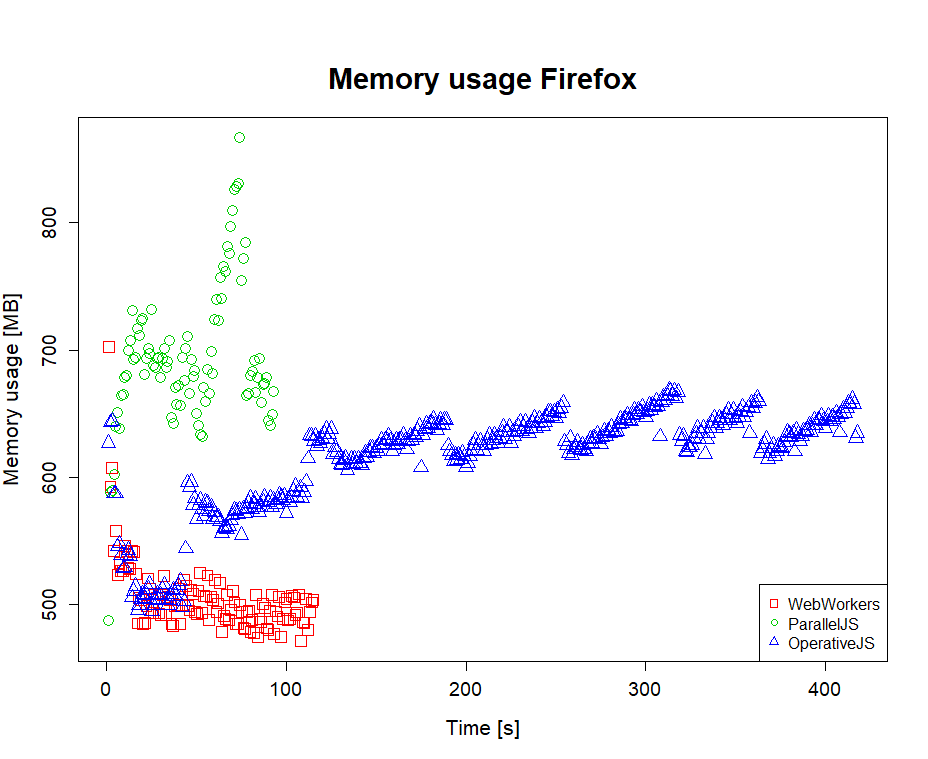 Memory usage Firefox
Memory usage [MB]
800
700
600
500
0
100
200
300
400
Time [s]
WebWorkers
ParallelJS
OperativeJS